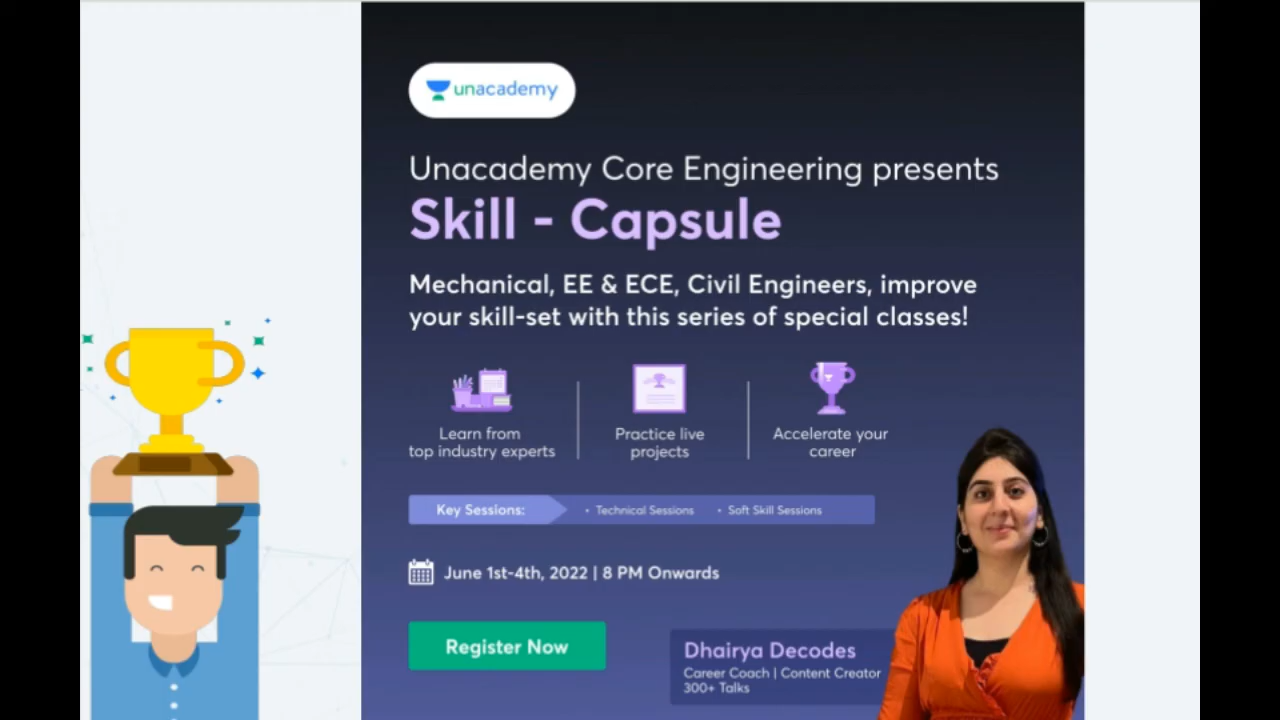 unacademy
Unacademy Core Engineering presents
Skill - Capsule
Mechanical, EE & ECE, Civil Engineers, improve
your skill-set with this series of special classes!
Learn from
top industry experts
Practice live
projects
Accelerate your
career
Key Sessions:
• Technical Sessions
• Soft Skill Sessions
June 1st-4th, 2022 | 8 PM Onwards
Register Now
Dhairya Decodes
Career Coach | Content Creator
300+ Talks